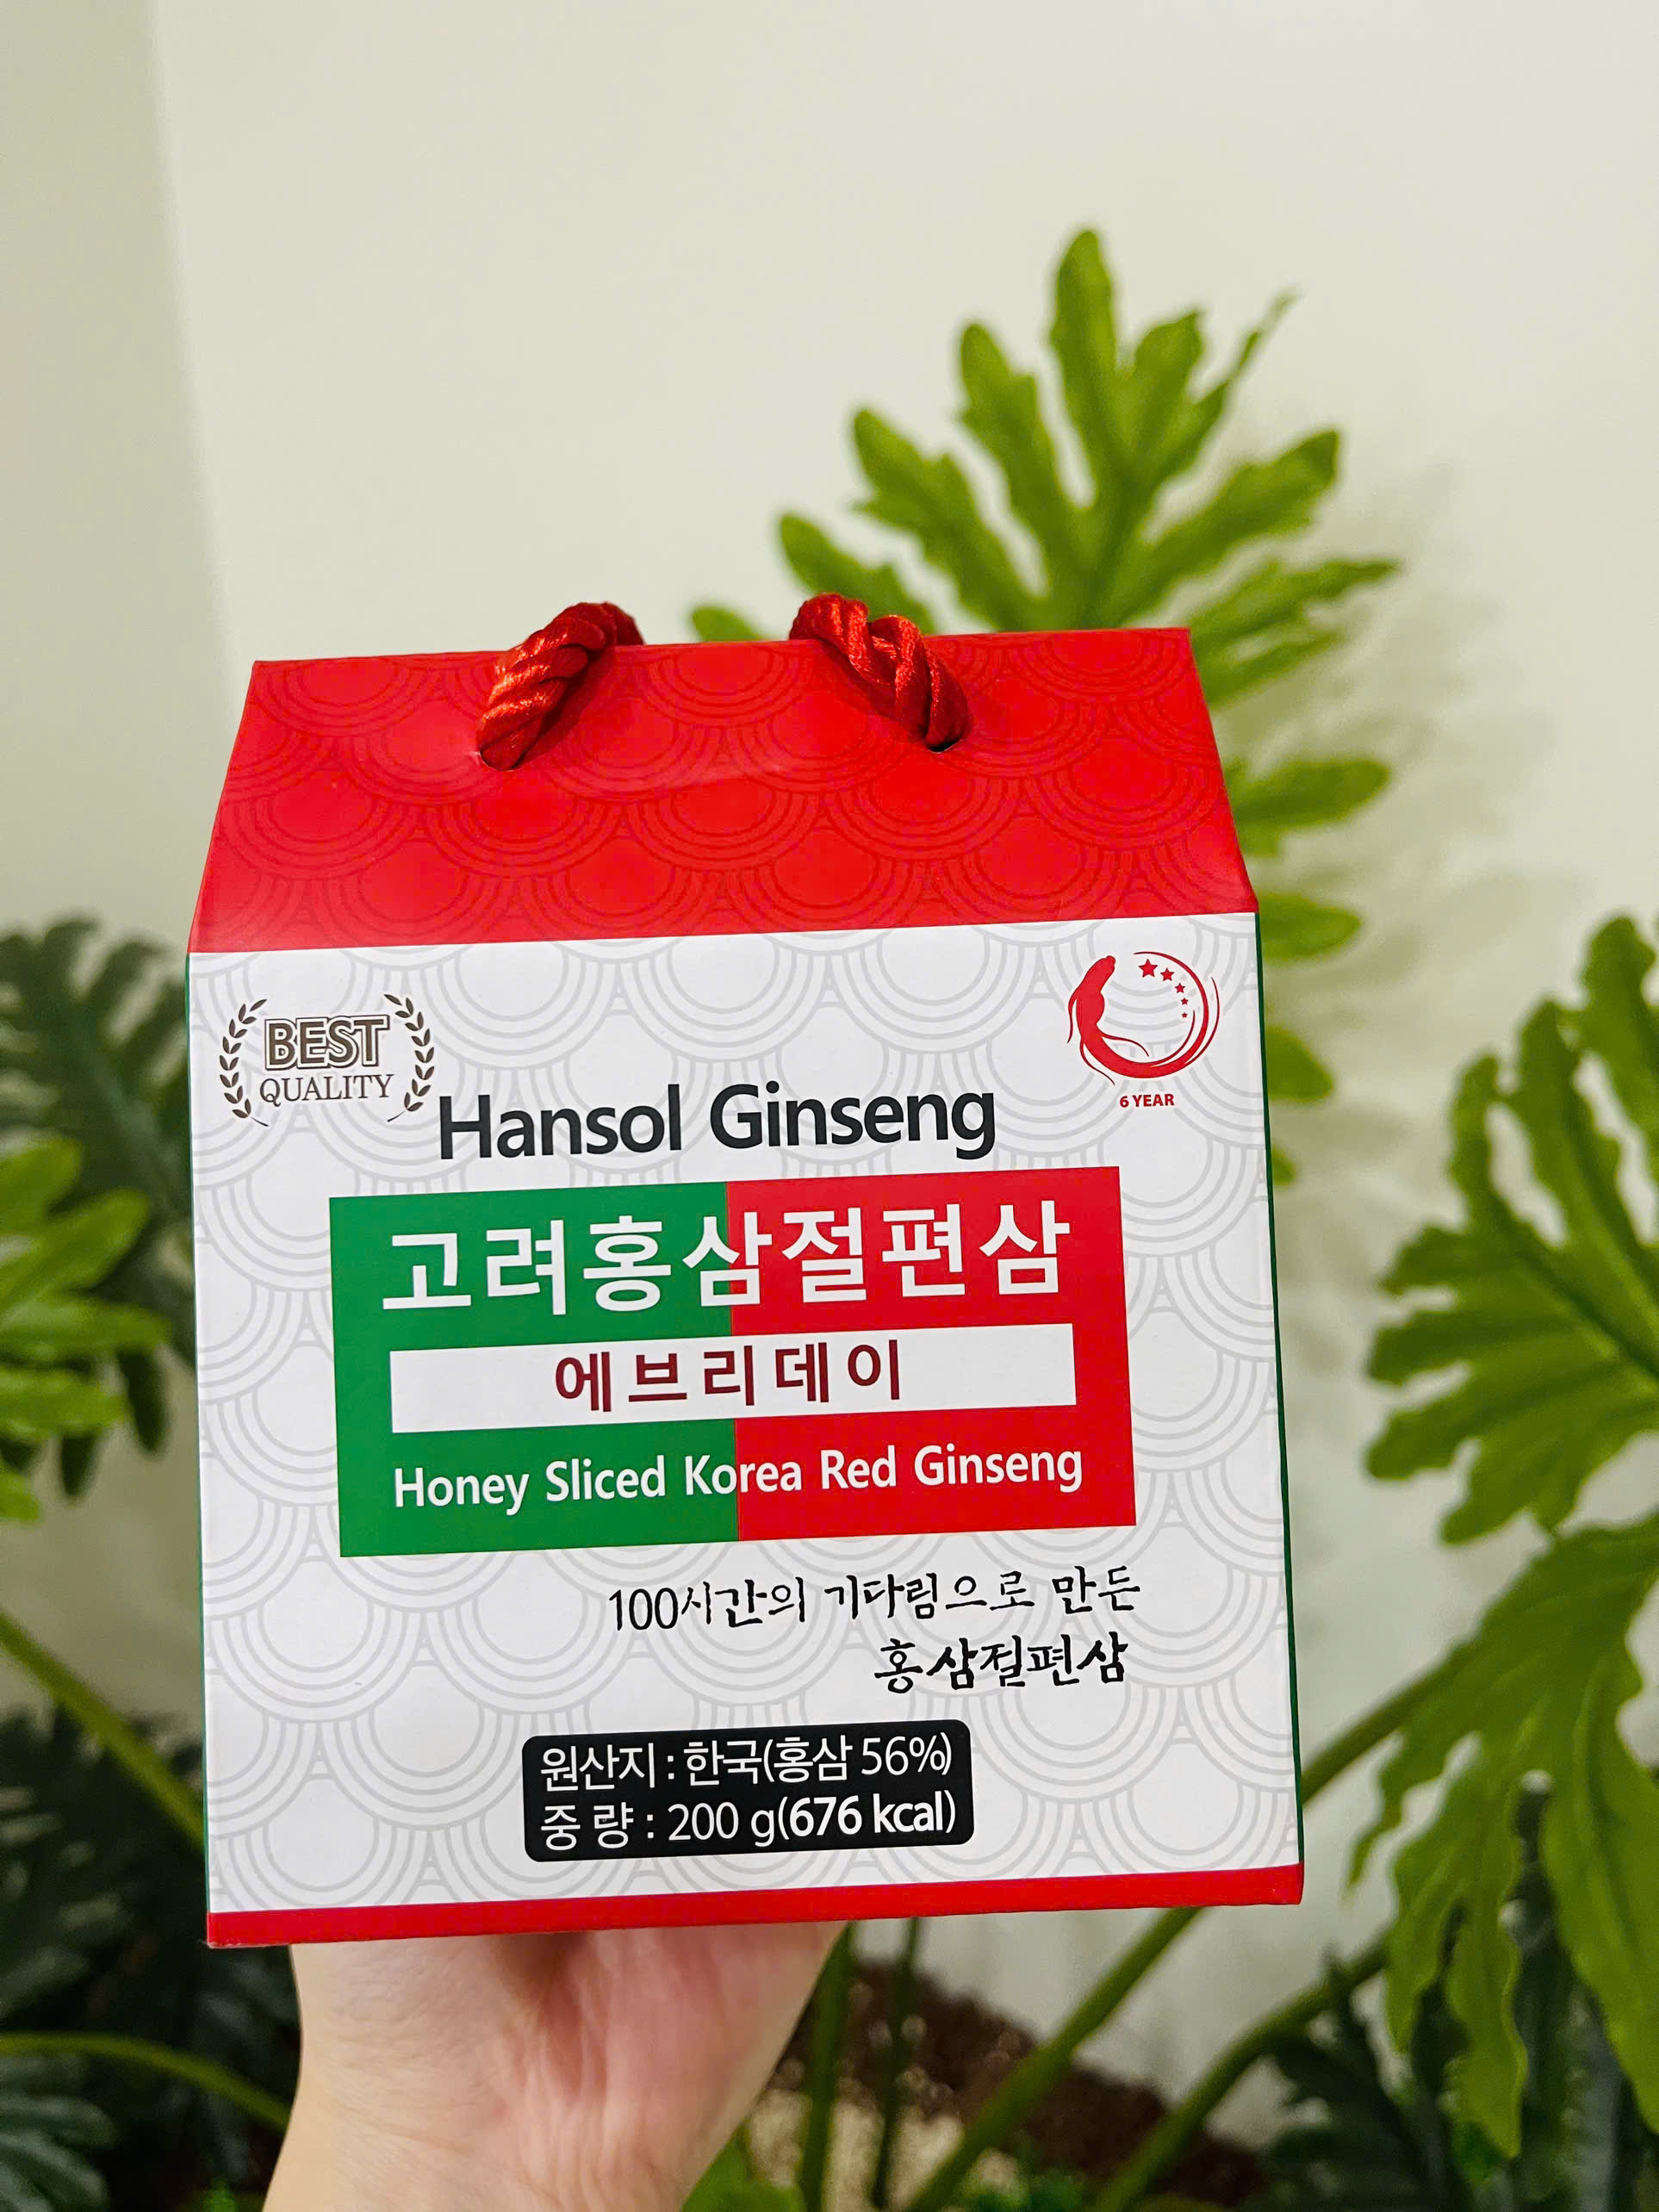 BEST
QUALITY
6 YEAR
Hansol Ginseng
고려홍삼절편삼
에브리데이
Honey Sliced Korea Red Ginseng
100시간의 기다림으로 만든
홍삼절편삼
원산지 : 한국(홍삼 56%)
중 량 : 200 g(676 kcal)